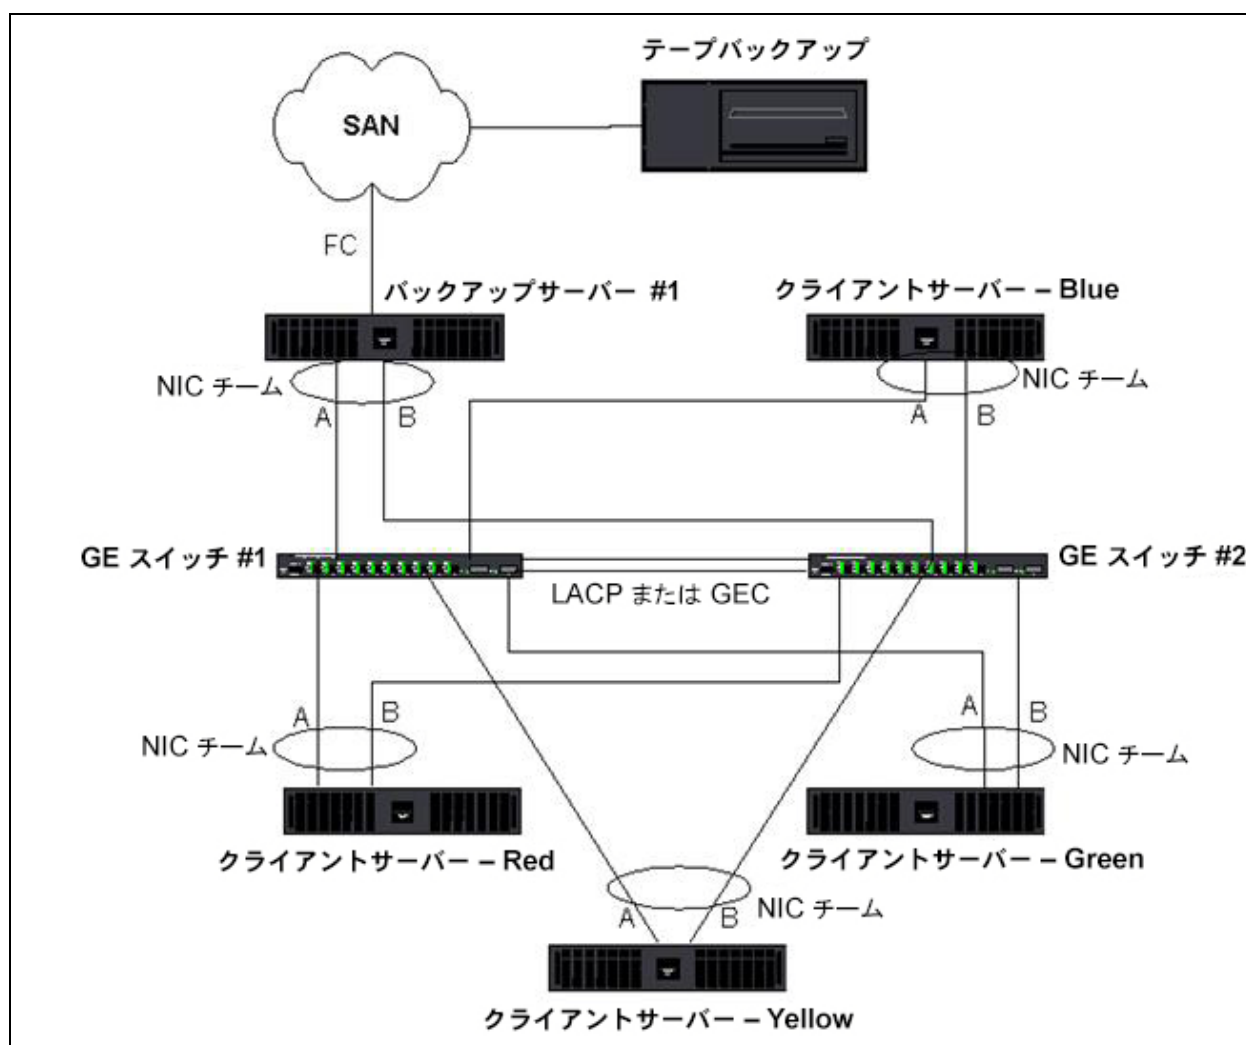 テープバックアップ
SAN
FC
バックアップサーバー #1
クライアントサーバー – Blue
NIC チーム
A
B
NIC チーム
A
B
GE スイッチ #1
GE スイッチ #2
LACP または GEC
NIC チーム
A
B
A
B
NIC チーム
クライアントサーバー – Red
クライアントサーバー – Green
A
B
NIC チーム
クライアントサーバー – Yellow